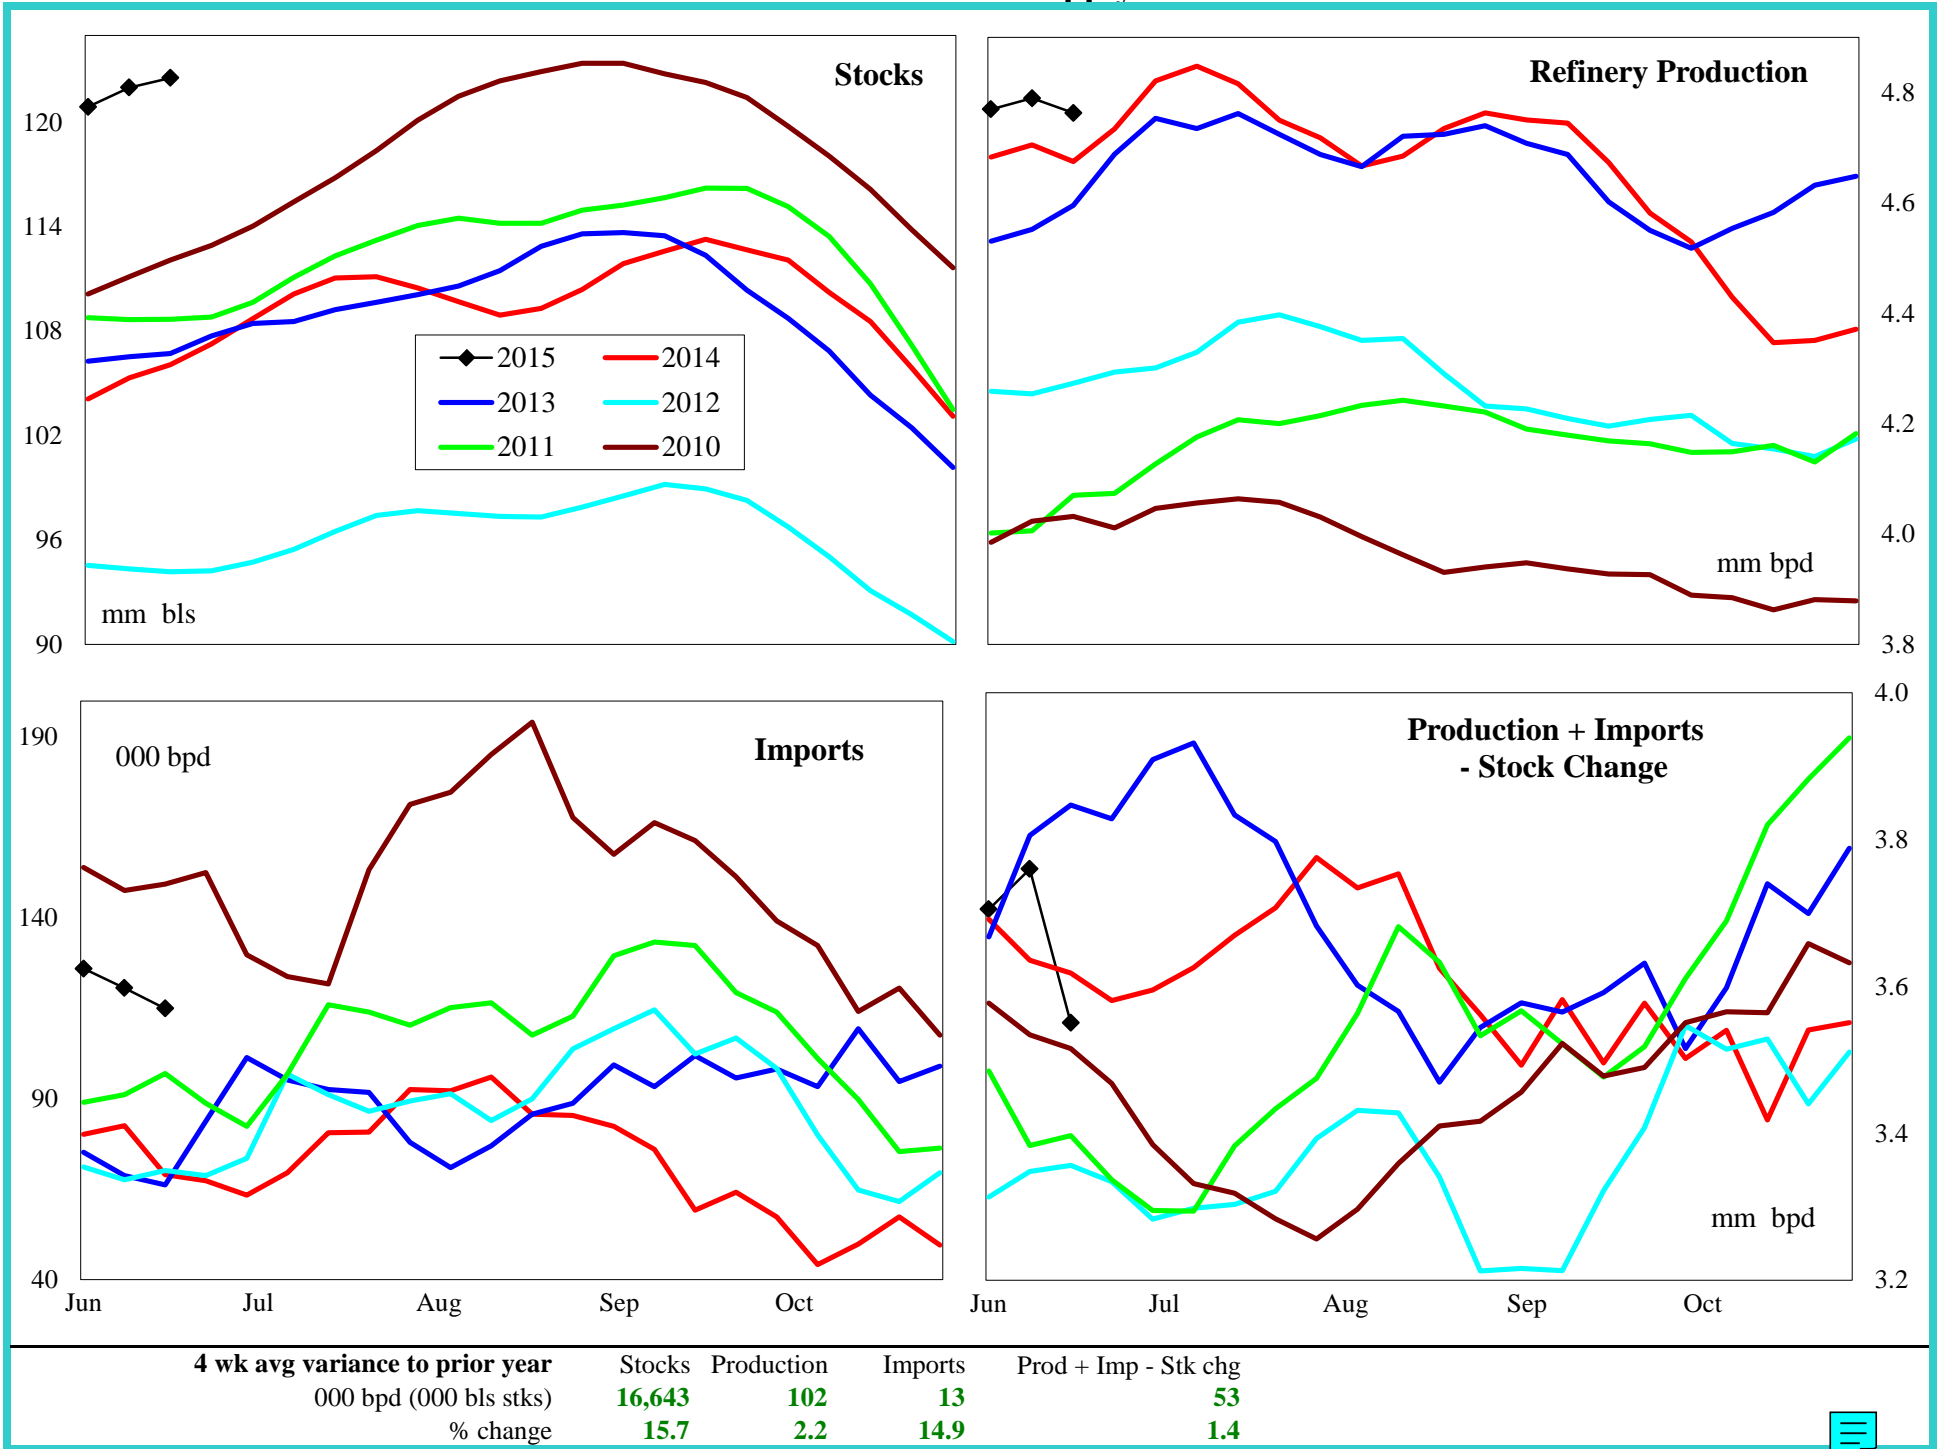 Stocks
120
114
108
102
96
90
mm bls
2015 2014
2013 2012
2011 2010
Refinery Production
4.8
4.6
4.4
4.2
4.0
3.8
mm bpd
Imports
000 bpd
190
140
90
40
Jun Jul Aug Sep Oct
Production + Imports
- Stock Change
4.0
3.8
3.6
3.4
3.2
mm bpd
Jun Jul Aug Sep Oct
4 wk avg variance to prior year Stocks Production Imports Prod + Imp - Stk chg
000 bpd (000 bls stks) 16,643 102 13 53
% change 15.7 2.2 14.9 1.4